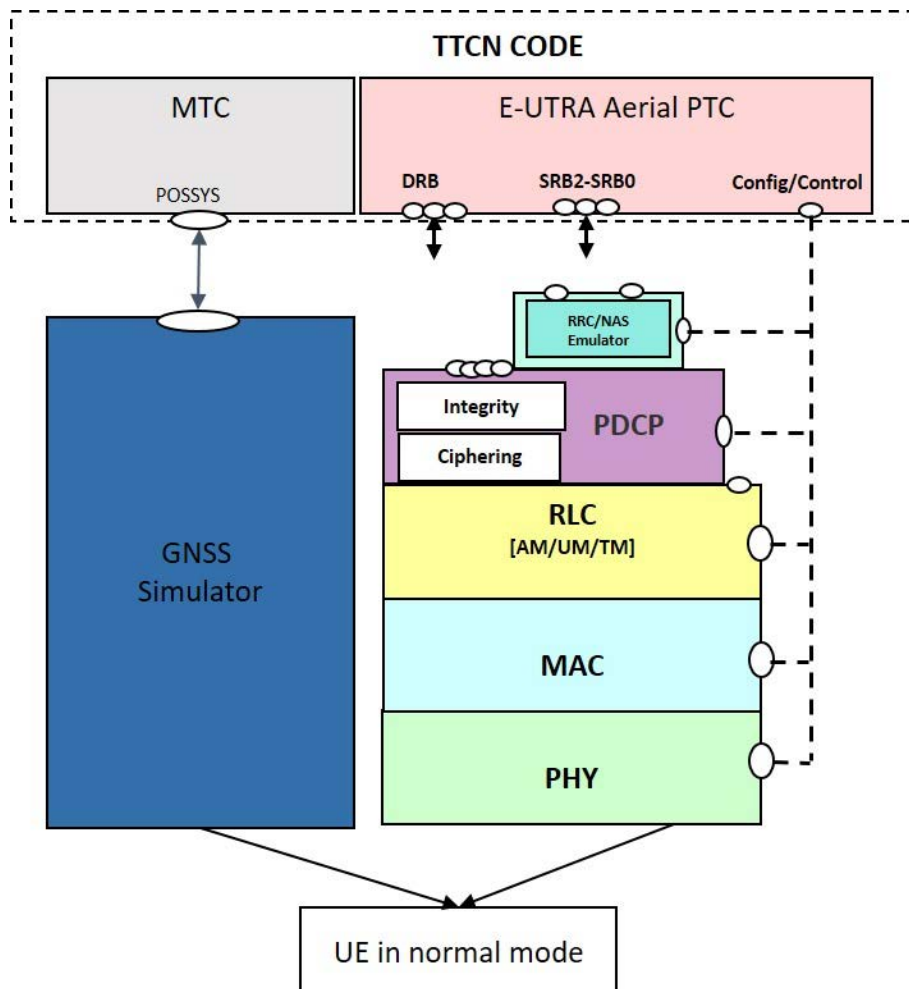 TTCN CODE
MTC
E-UTRA Aerial PTC
POSSYS
DRB
SRB2-SRB0
Config/Control
RRC/NAS
Emulator
Integrity
PDCP
Ciphering
RLC
[AM/UM/TM]
GNSS
Simulator
MAC
PHY
UE in normal mode